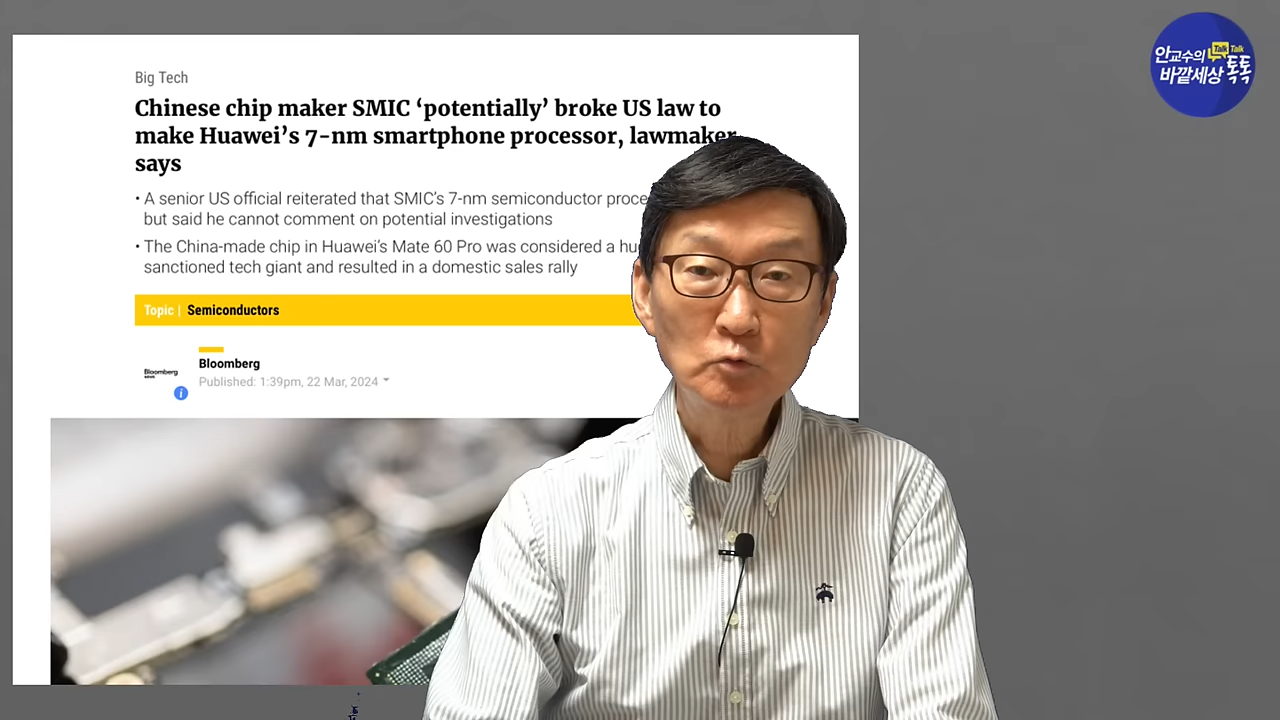 Big Tech
Chinese chip maker SMIC ‘potentially’ broke US law to
make Huawei’s 7-nm smartphone processor, lawmaker
says
• A senior US official reiterated that SMIC’s 7-nm semiconductor
but said he cannot comment on potential investigations
• The China-made chip in Huawei’s Mate 60 Pro was considered a
sanctioned tech giant and resulted in a domestic sales rally
Topic | Semiconductors
Bloomberg
Bloomberg
Published: 1:39pm, 22 Mar, 2024
안교수의 Talk Talk
바깥세상 톡톡